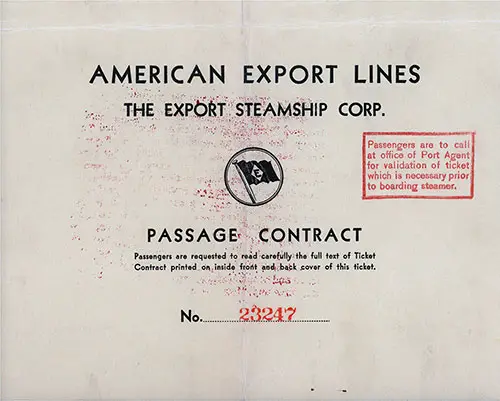 AMERICAN EXPORT LINES
THE EXPORT STEAMSHIP CORP.
Passengers are to call
at office of Port Agent
for validation of ticket
which is necessary prior
to boarding steamer.
E
PASSAGE CONTRACT
Passengers are requested to read carefully the full text of Ticket
Contract printed on inside front and back cover of this ticket.
No. 23247